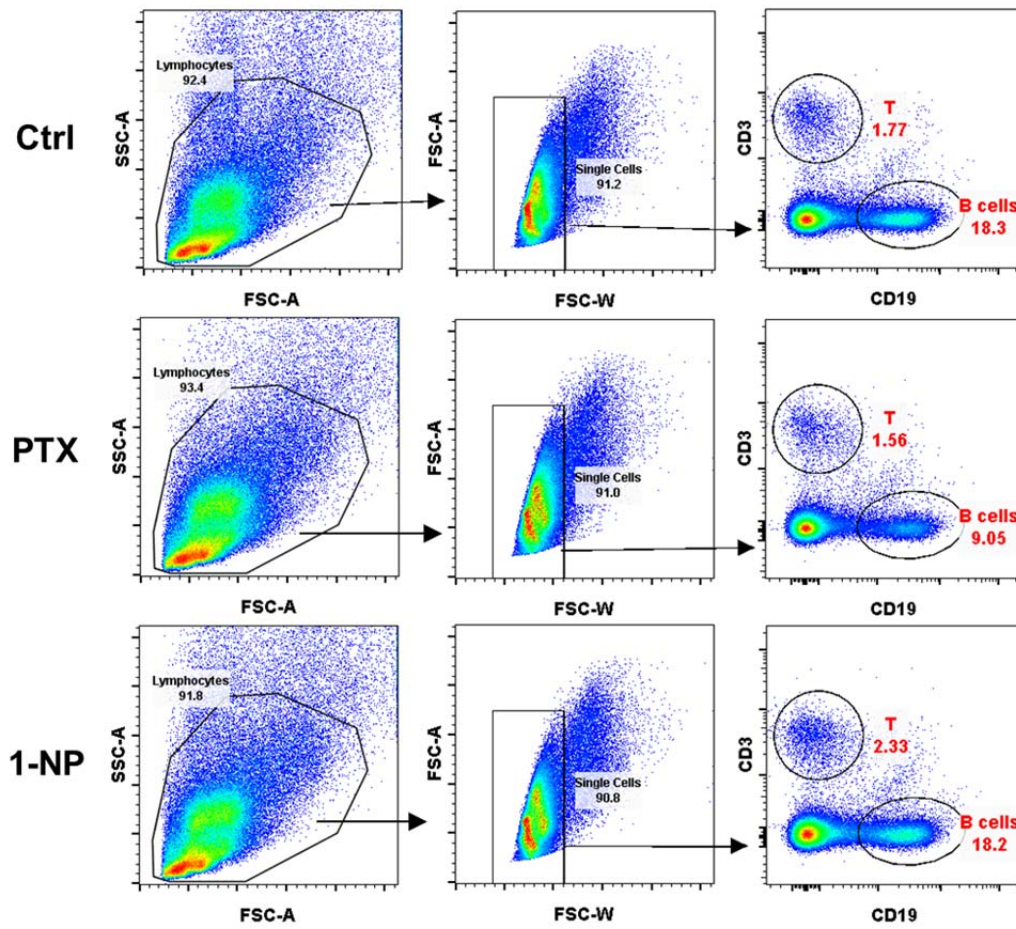 Ctrl
SSC-A
Lymphocytes
92.4
FSC-A
FSC-A
Single Cells
91.2
FSC-W
CD3
T
1.77
B cells
18.3
CD19
PTX
SSC-A
Lymphocytes
93.4
FSC-A
FSC-A
Single Cells
91.0
FSC-W
CD3
T
1.56
B cells
9.05
CD19
1-NP
SSC-A
Lymphocytes
91.8
FSC-A
FSC-A
Single Cells
90.8
FSC-W
CD3
T
2.33
B cells
18.2
CD19